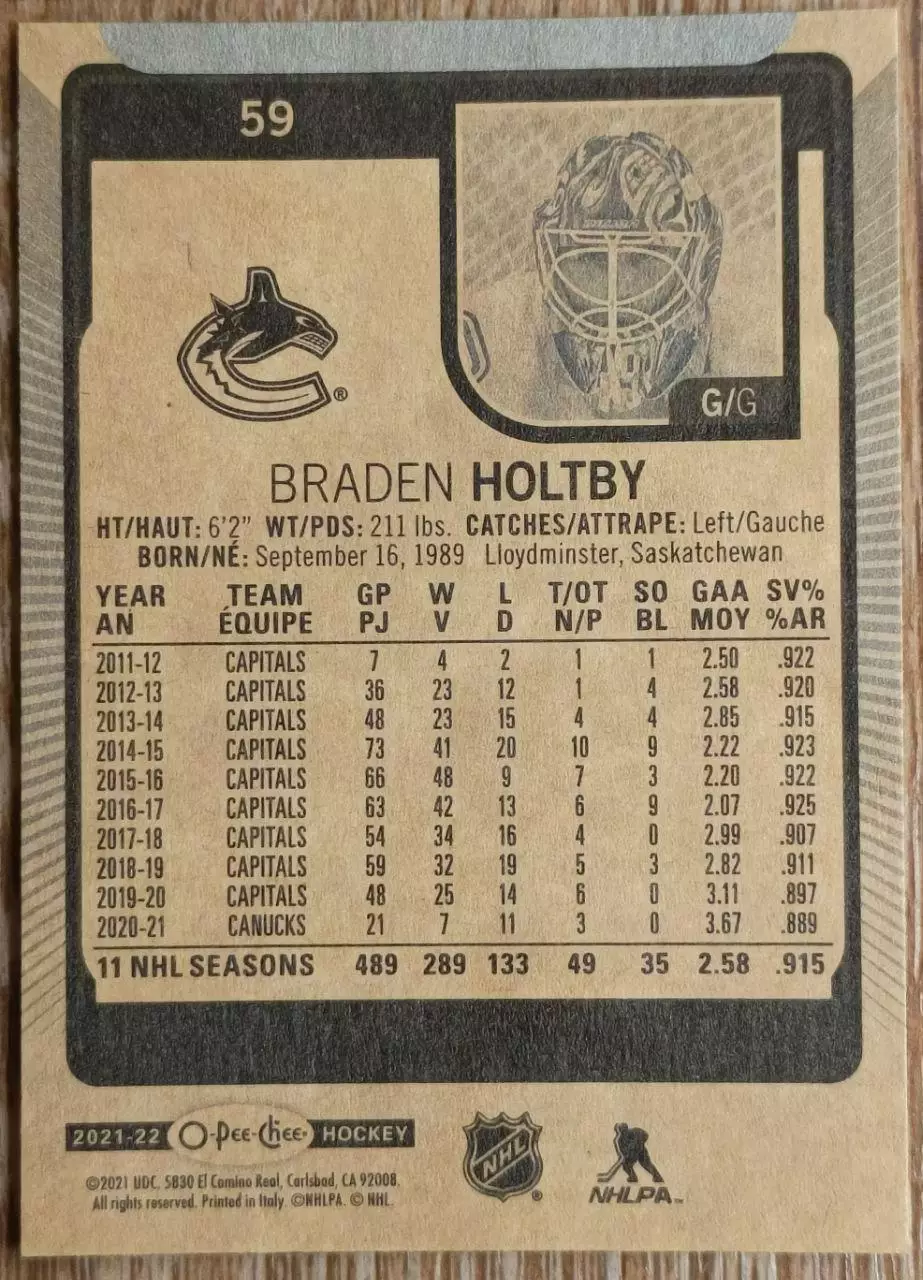 59
G/G
®
BRADEN HOLTBY
HT/HAUT: 6'2" WT/PDS: 211 lbs. CATCHES/ATTRAPE: Left/Gauche
BORN/NÉ: September 16, 1989 Lloydminster, Saskatchewan
YEAR TEAM GP W L T/OT SO GAA SV%
AN ÉQUIPE PJ V D N/P BL MOY %AR
2011-12 CAPITALS 7 4 2 1 1 2.50 .922
2012-13 CAPITALS 36 23 12 1 4 2.58 .920
2013-14 CAPITALS 48 23 15 4 4 2.85 .915
2014-15 CAPITALS 73 41 20 10 9 2.22 .923
2015-16 CAPITALS 66 48 9 7 3 2.20 .922
2016-17 CAPITALS 63 42 13 6 9 2.07 .925
2017-18 CAPITALS 54 34 16 4 0 2.99 .907
2018-19 CAPITALS 59 32 19 5 3 2.82 .911
2019-20 CAPITALS 48 25 14 6 0 3.11 .897
2020-21 CANUCKS 21 7 11 3 0 3.67 .889
11 NHL SEASONS 489 289 133 49 35 2.58 .915
2021-22 O-Pee-Chee® HOCKEY
NHL®
NHLPA™
©2021 UDC. 5830 El Camino Real, Carlsbad, CA 92008.
All rights reserved. Printed in Italy. ©NHLPA. © NHL.